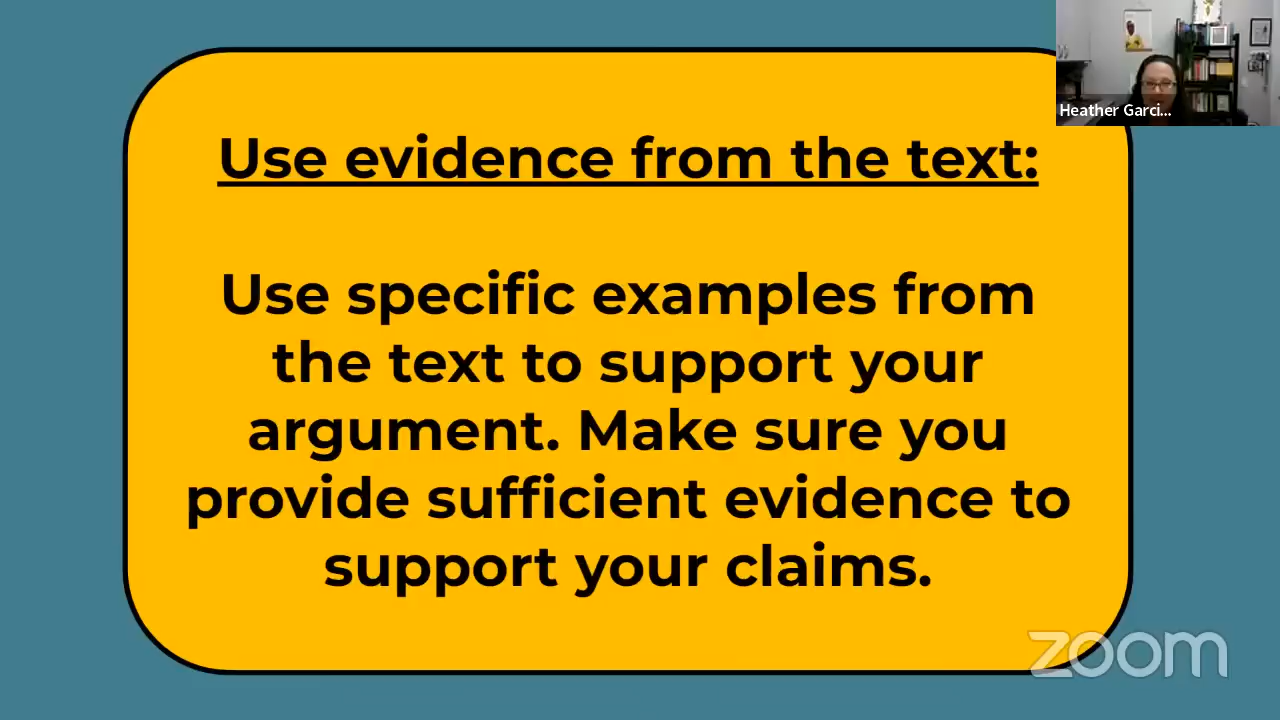 Use evidence from the text:
Use specific examples from
the text to support your
argument. Make sure you
provide sufficient evidence to
support your claims.
Heather Garci...
zoom